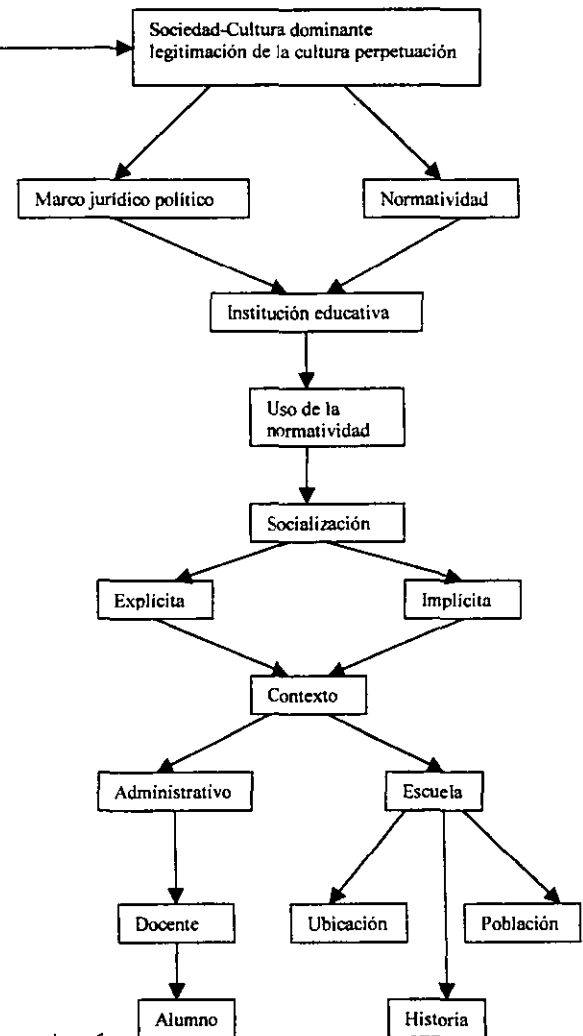 Sociedad-Cultura dominante
legitimación de la cultura perpetuación
Marco jurídico político
Normatividad
Institución educativa
Uso de la
normatividad
Socialización
Explícita
Implícita
Contexto
Administrativo
Escuela
Docente
Ubicación
Población
Alumno
Historia